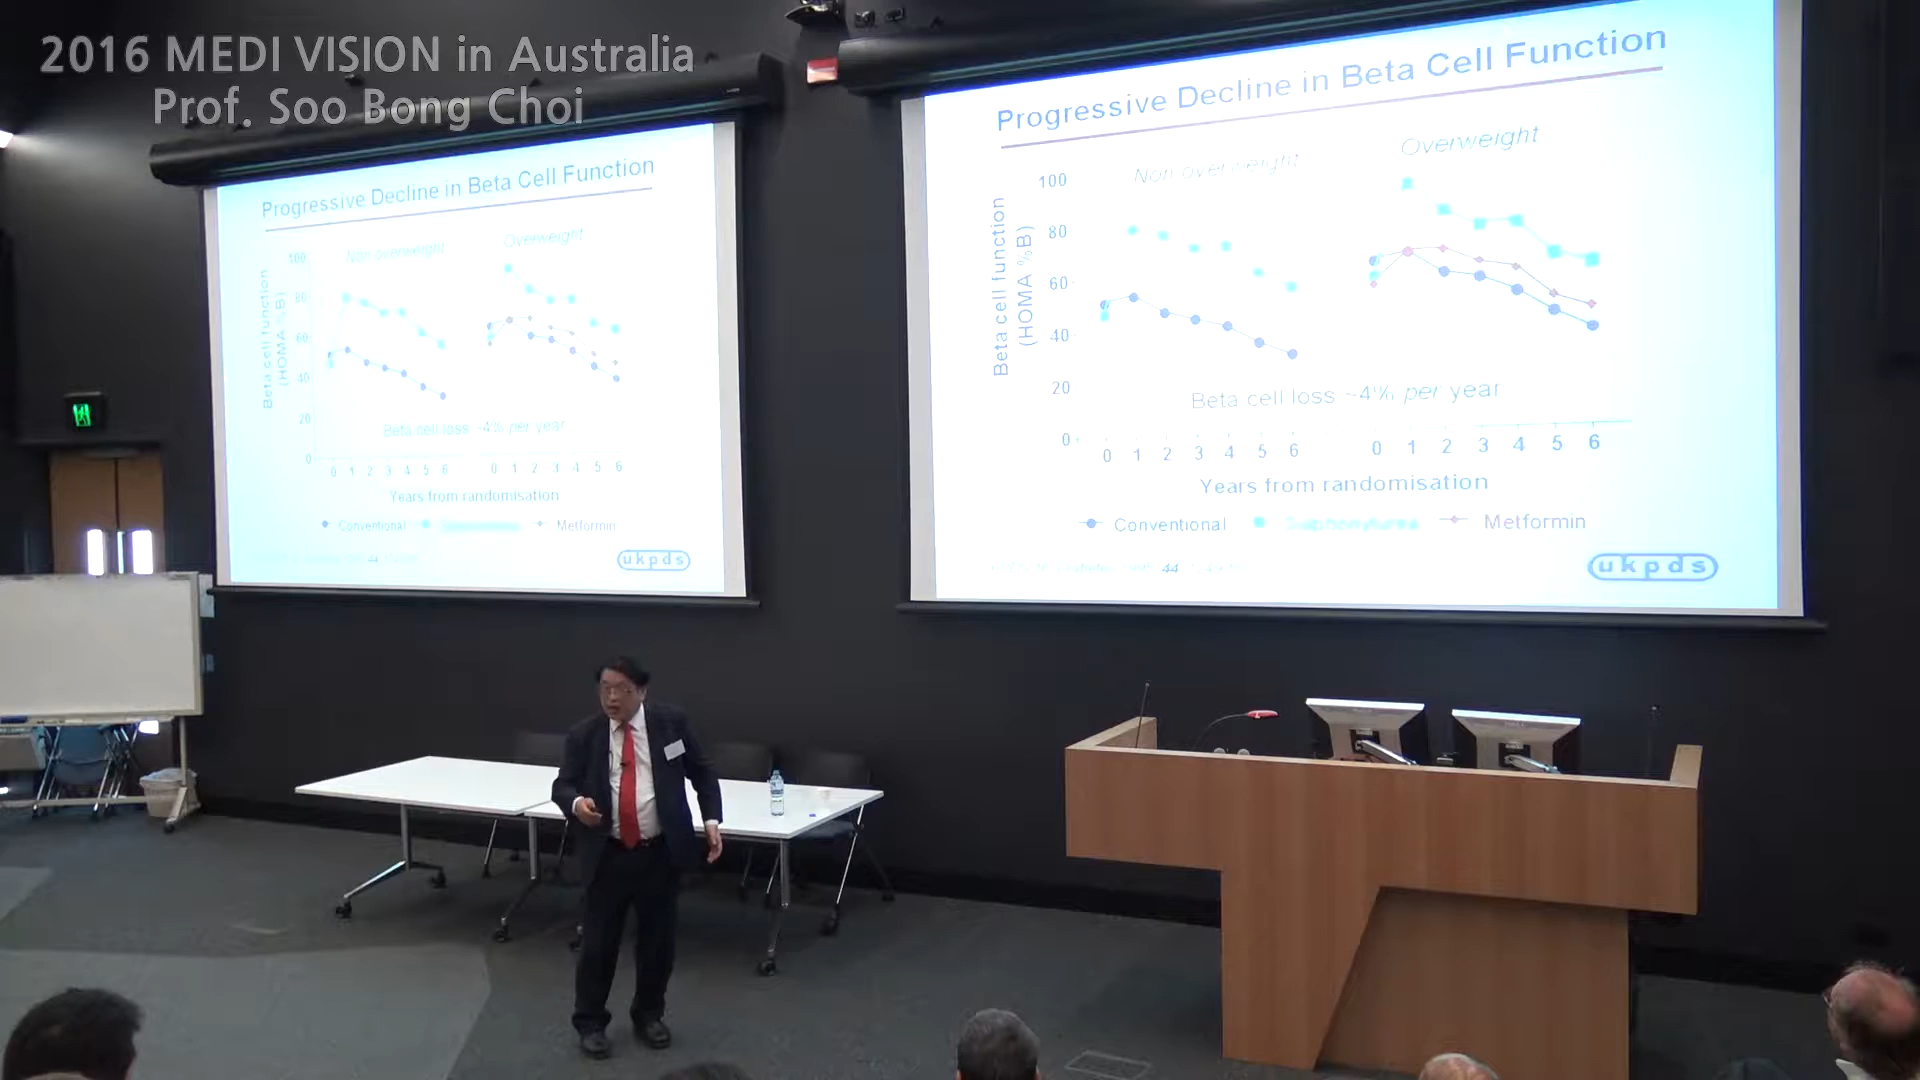 2016 MEDI VISION in Australia
Prof. Soo Bong Choi
Progressive Decline in Beta Cell Function
Non overweight
Overweight
Beta cell function
(HOMA %B)
100
80
60
40
20
0
Beta cell loss ~4% per year
0 1 2 3 4 5 6
0 1 2 3 4 5 6
Years from randomisation
Conventional
Metformin
44
ukpds
Progressive Decline in Beta Cell Function
Non overweight
Overweight
Beta cell function
(HOMA %B)
100
80
60
40
20
0
Beta cell loss ~4% per year
0 1 2 3 4 5 6
0 1 2 3 4 5 6
Years from randomisation
Conventional
Metformin
44
ukpds